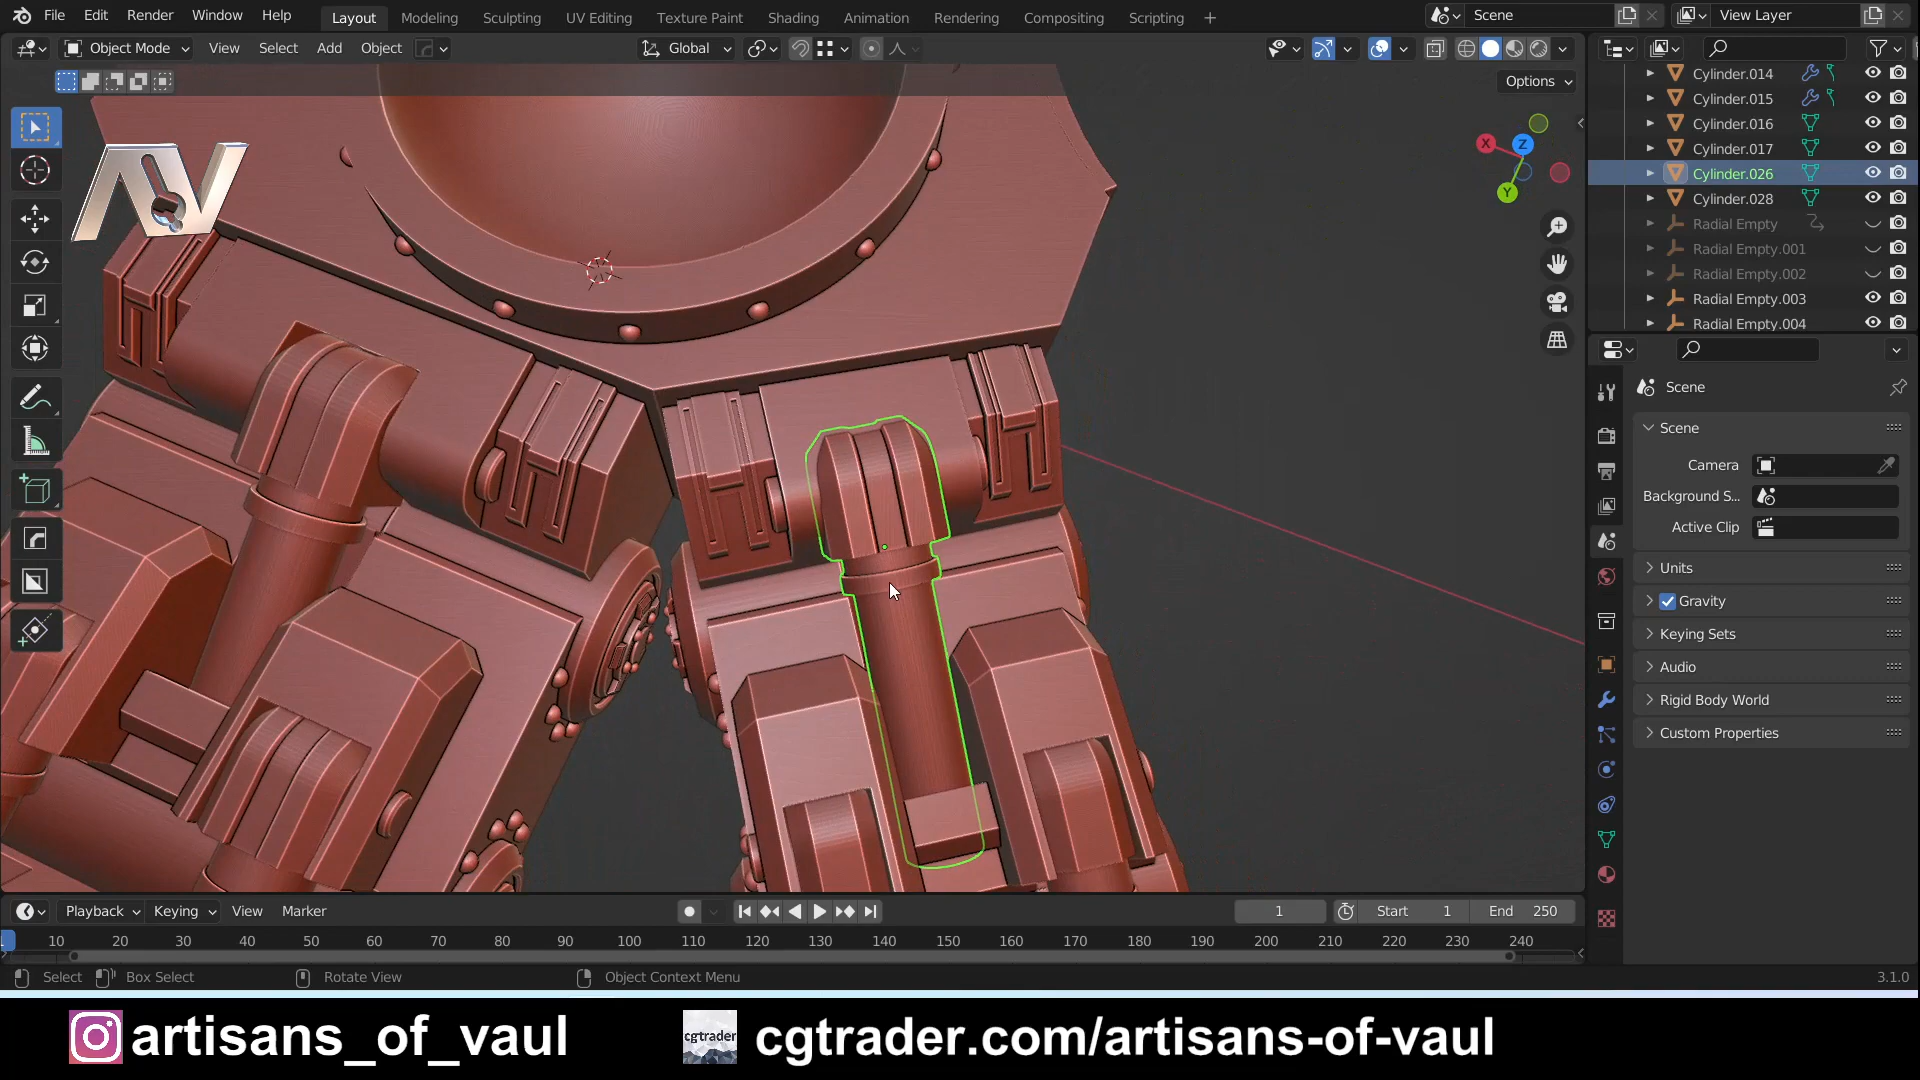 File Edit Render Window Help Layout Modeling Sculpting UV Editing Texture Paint Shading Animation Rendering Compositing Scripting + Scene View Layer
Object Mode View Select Add Object Global
Options
X Z Y
Cylinder.014
Cylinder.015
Cylinder.016
Cylinder.017
Cylinder.026
Cylinder.028
Radial Empty
Radial Empty.001
Radial Empty.002
Radial Empty.003
Radial Empty.004
Scene
Scene
Camera
Background S...
Active Clip
Units
Gravity
Keying Sets
Audio
Rigid Body World
Custom Properties
Playback Keying View Marker 1 Start 1 End 250
1 10 20 30 40 50 60 70 80 90 100 110 120 130 140 150 160 170 180 190 200 210 220 230 240
Select Box Select Rotate View Object Context Menu 3.1.0
artisans_of_vaul cgtrader cgtrader.com/artisans-of-vaul